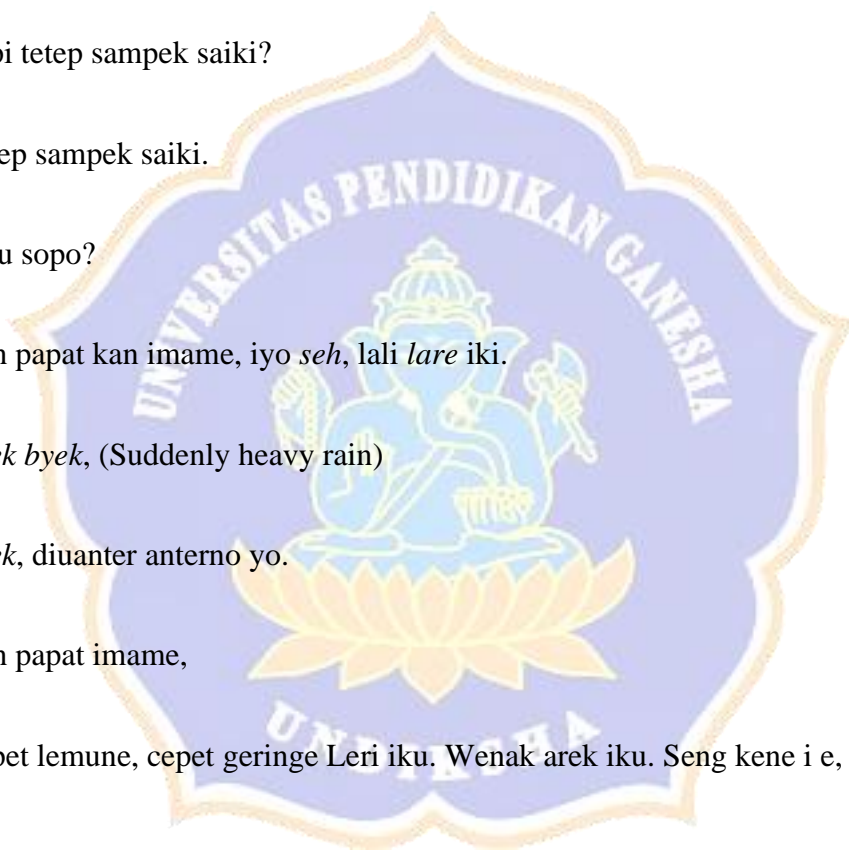 i tetep sampek saiki?
ep sampek saiki.
u sopo?
UNIVERSITAS PENDIDIKAN GANESHA
n papat kan imame, iyo seh, lali lare iki.
ek byek, (Suddenly heavy rain)
ek, diuanter anterno yo.
n papat imame,
pet lemune, cepet geringe Leri iku. Wenak arek iku. Seng kene i e,
UNDIKSHA